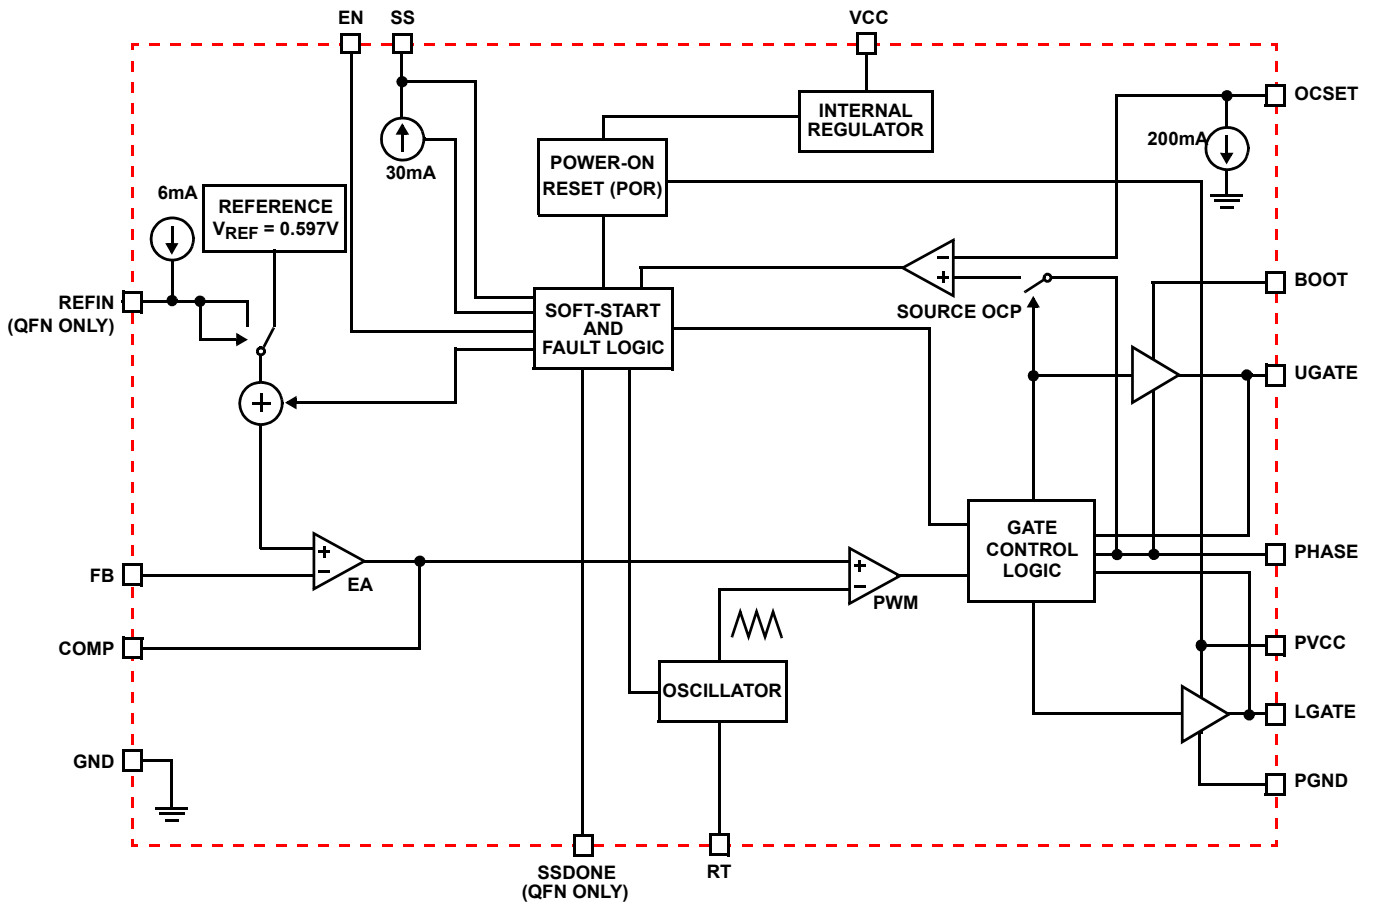 EN
SS
VCC
OCSET
INTERNAL
REGULATOR
200mA
30mA
POWER-ON
RESET (POR)
6mA
REFERENCE
VREF = 0.597V
REFIN
(QFN ONLY)
SOFT-START
AND
FAULT LOGIC
-
+
SOURCE OCP
BOOT
UGATE
+
+
-
EA
FB
COMP
GND
+
-
PWM
GATE
CONTROL
LOGIC
PHASE
PVCC
LGATE
PGND
OSCILLATOR
SSDONE
(QFN ONLY)
RT